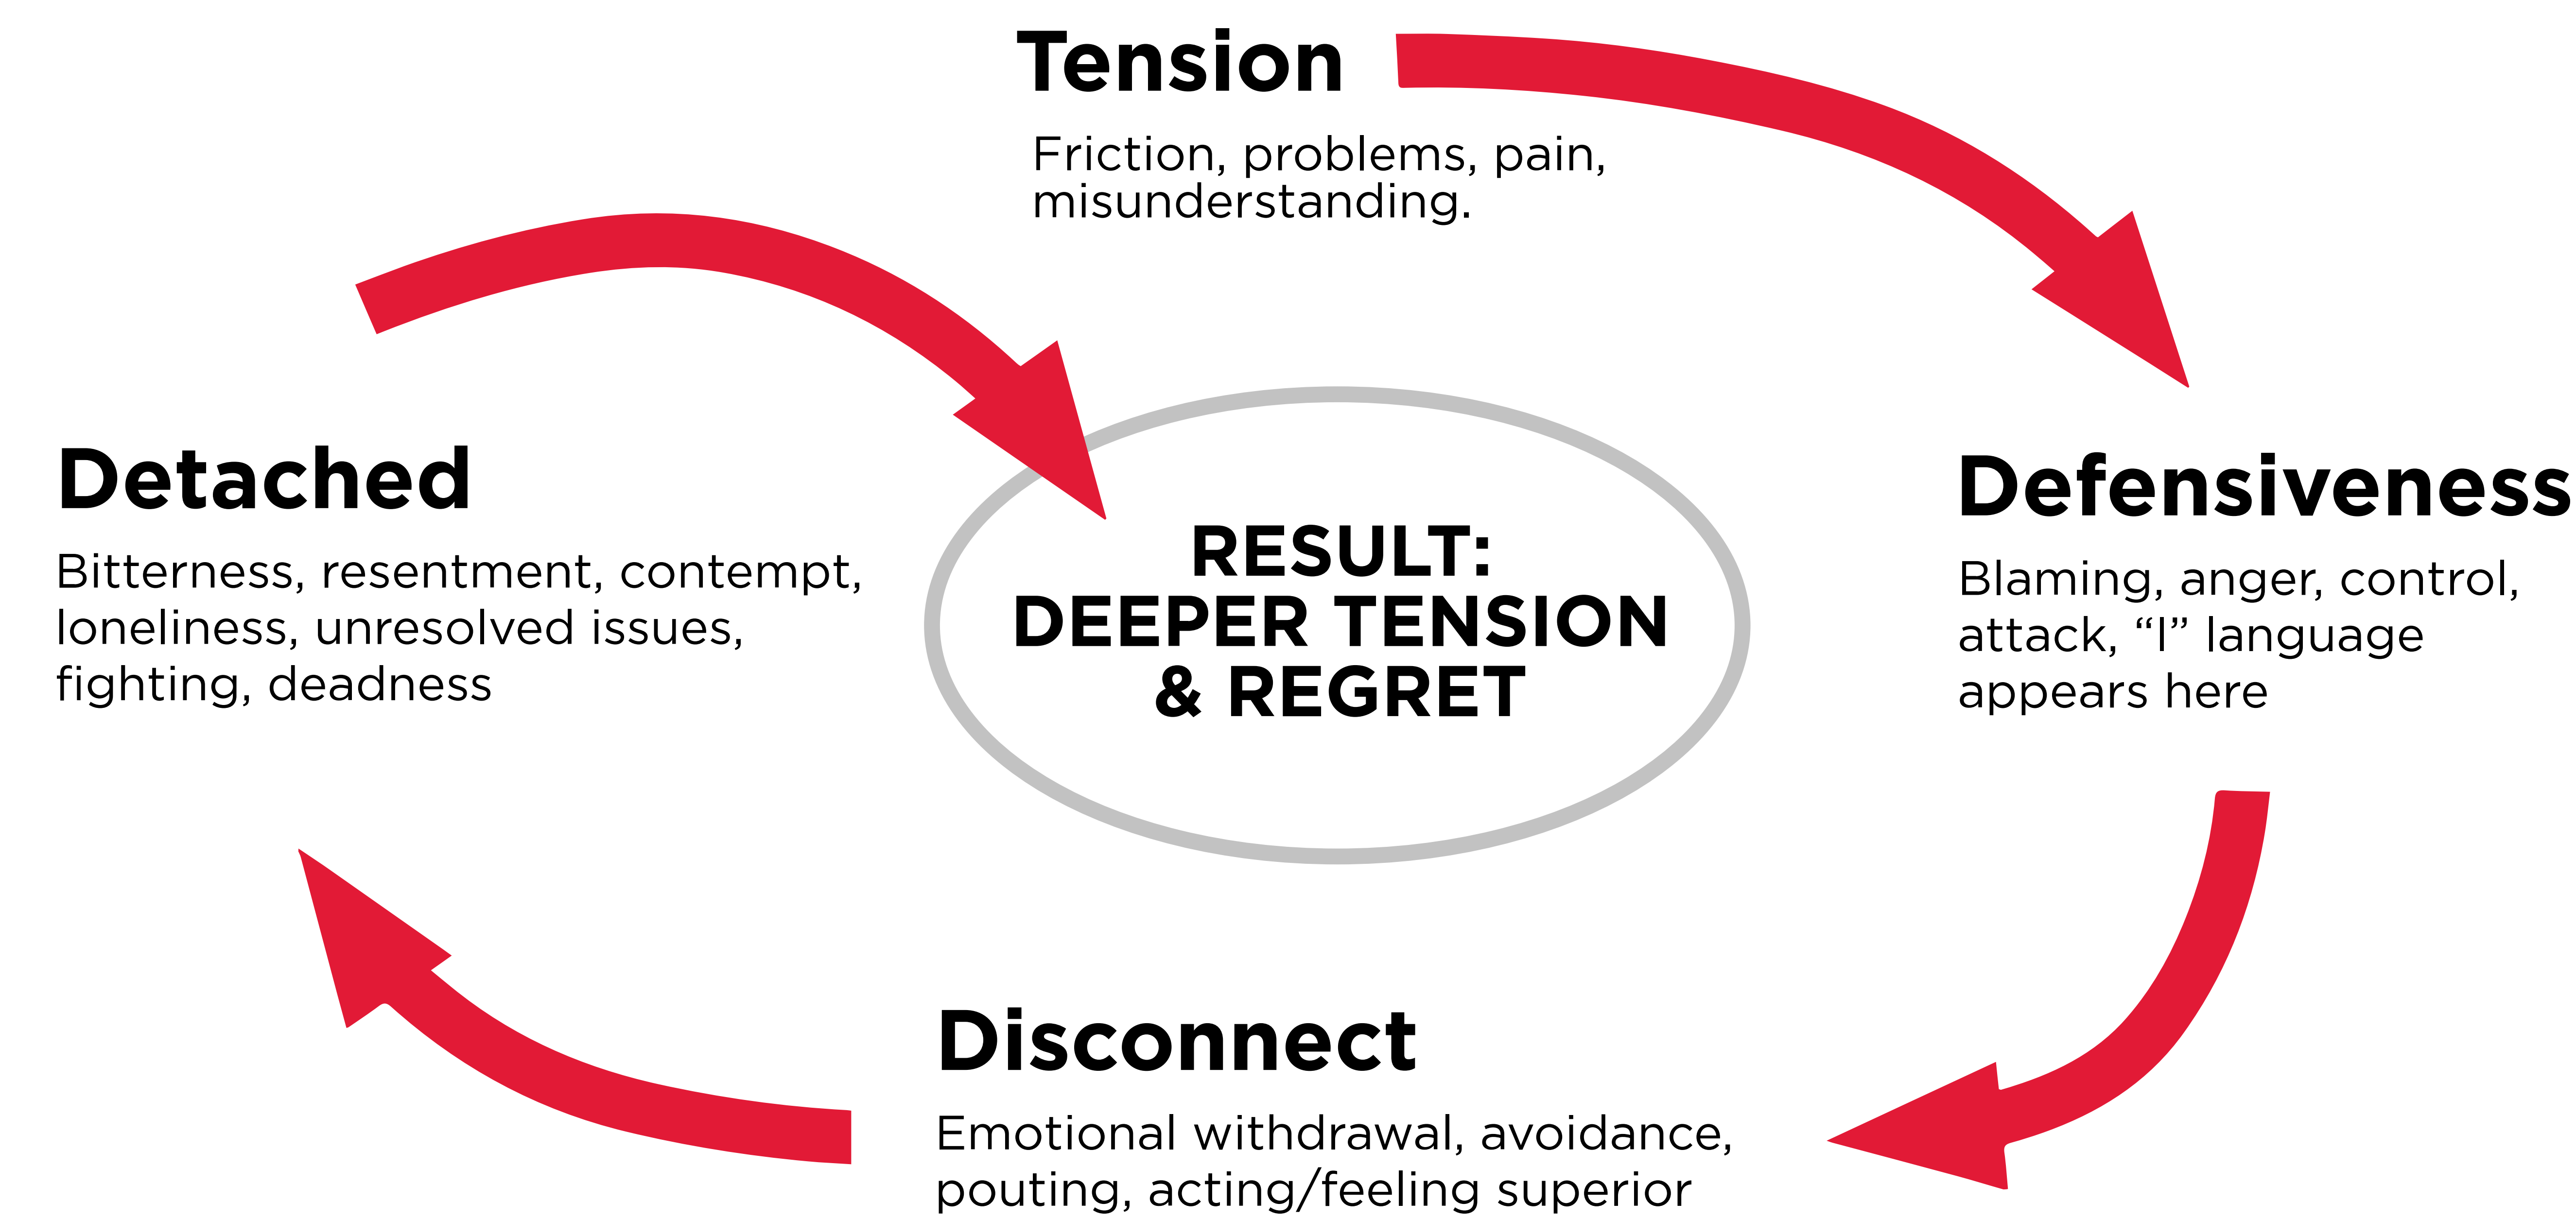 Tension
Friction, problems, pain,
misunderstanding.
Defensiveness
Blaming, anger, control,
attack, “I” language
appears here
Disconnect
Emotional withdrawal, avoidance,
pouting, acting/feeling superior
Detached
Bitterness, resentment, contempt,
loneliness, unresolved issues,
fighting, deadness
RESULT:
DEEPER TENSION
& REGRET